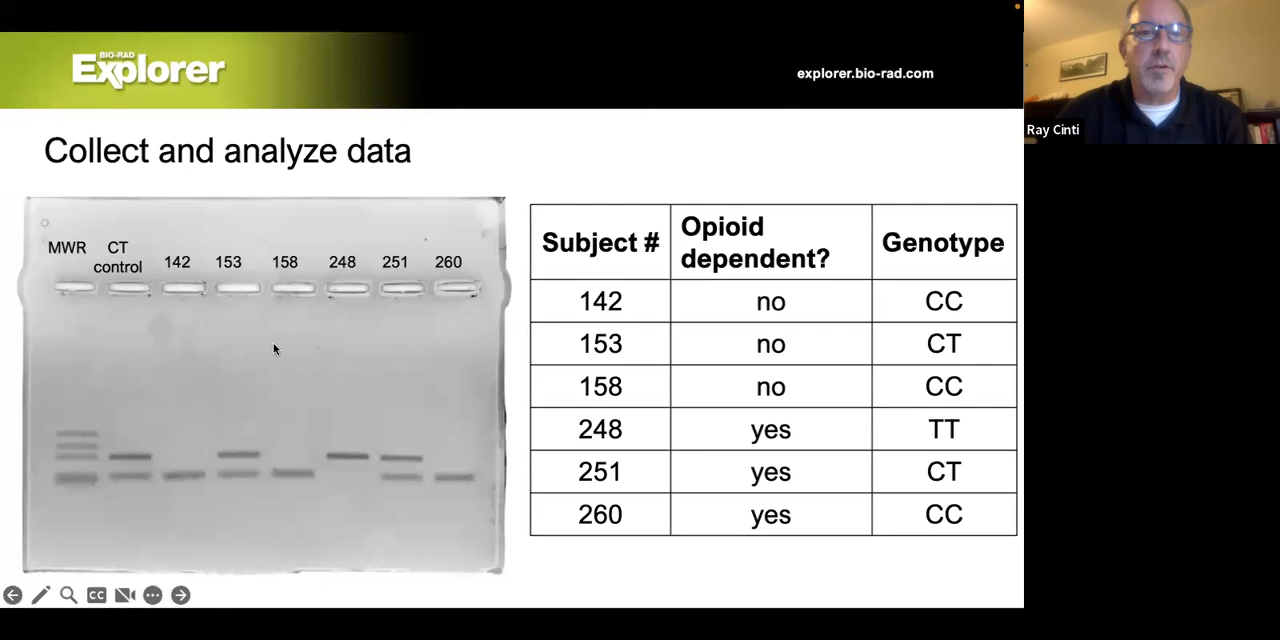 BIO-RAD
Explorer
explorer.bio-rad.com
Ray Cinti
Collect and analyze data
MWR CT control 142 153 158 248 251 260
Subject # Opioid dependent? Genotype
142 no CC
153 no CT
158 no CC
248 yes TT
251 yes CT
260 yes CC
CC